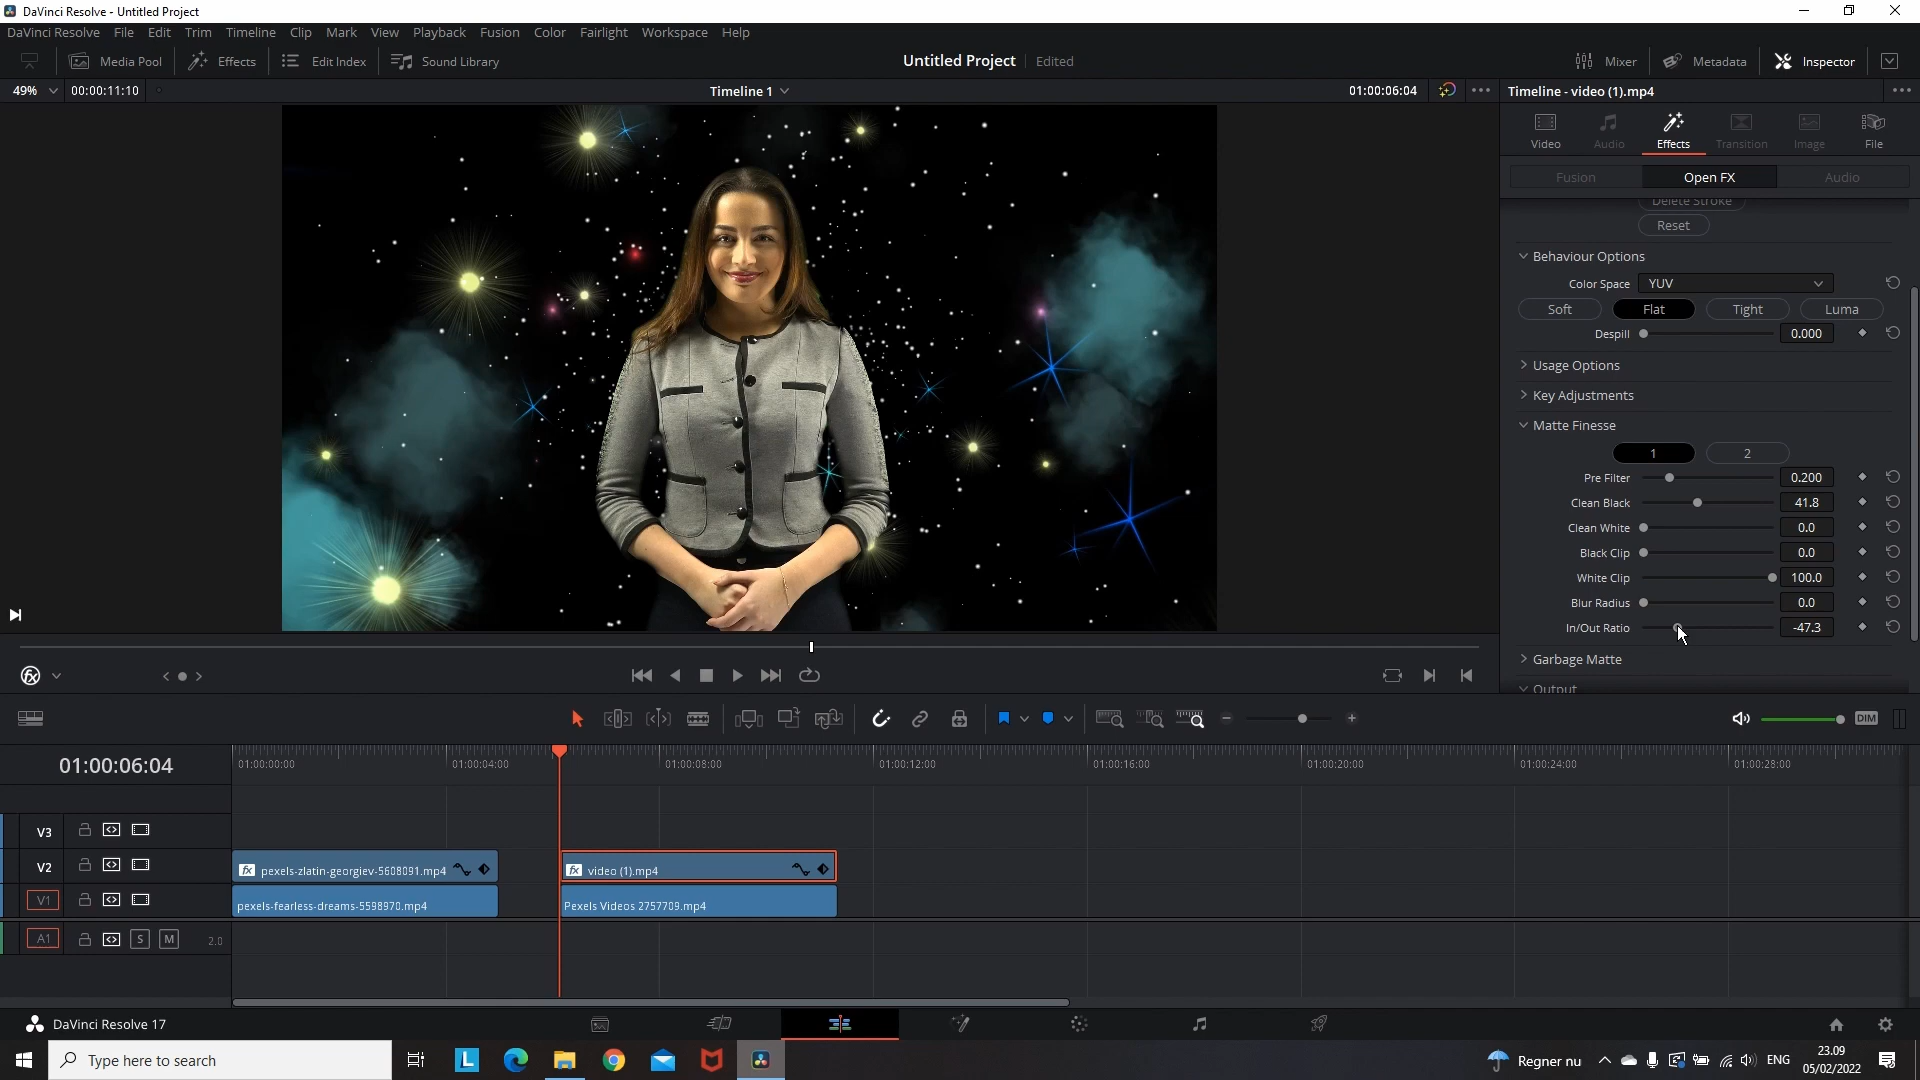 DaVinci Resolve - Untitled Project
DaVinci Resolve File Edit Trim Timeline Clip Mark View Playback Fusion Color Fairlight Workspace Help
Media Pool Effects Edit Index Sound Library Untitled Project Edited Mixer Metadata Inspector
49% 00:00:11:10 Timeline 1 01:00:06:04 Timeline - video (1).mp4
Video Audio Effects Transition Image File
Fusion Open FX Audio
Delete Stroke
Reset
Behaviour Options
Color Space YUV
Soft Flat Tight Luma
Despill 0.000
Usage Options
Key Adjustments
Matte Finesse
1 2
Pre Filter 0.200
Clean Black 41.8
Clean White 0.0
Black Clip 0.0
White Clip 100.0
Blur Radius 0.0
In/Out Ratio -47.3
Garbage Matte
Output
DIM
01:00:06:04 01:00:00:00 01:00:04:00 01:00:08:00 01:00:12:00 01:00:16:00 01:00:20:00 01:00:24:00 01:00:28:00
V3
V2 fx pexels-zlatin-georgiev-5608091.mp4 fx video (1).mp4
V1 pexels-fearless-dreams-5598970.mp4 Pexels Videos 2757709.mp4
A1 S M 2.0
DaVinci Resolve 17
Type here to search L Regner nu ENG 23.09
05/02/2022